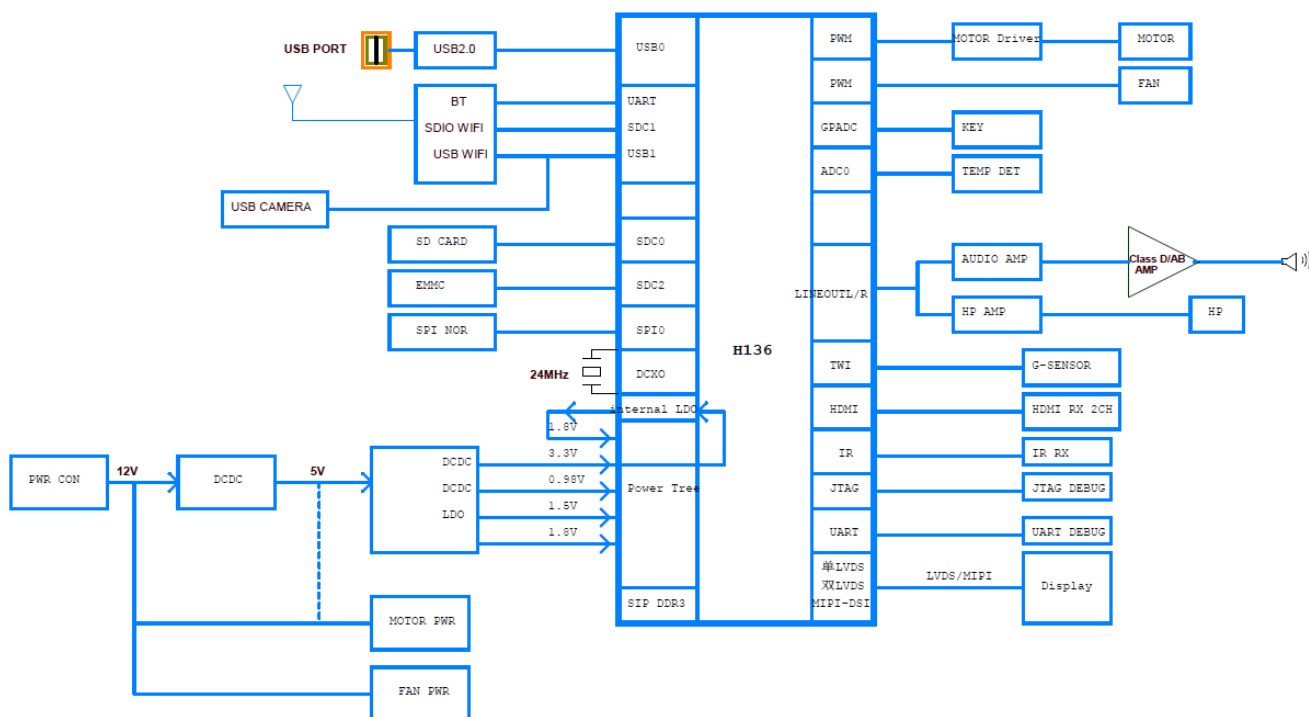 USB PORT
USB2.0
USB0
PWM
MOTOR Driver
MOTOR
PWM
FAN
BT
UART
SDIO WIFI
SDC1
USB WIFI
USB1
GPADC
KEY
ADC0
TEMP DET
USB CAMERA
SD CARD
SDC0
EMMC
SDC2
SPI NOR
SPI0
LINEOUTL/R
AUDIO AMP
Class D/AB
AMP
HP AMP
HP
H136
24MHz
DCXO
TWI
G-SENSOR
internal LDO
HDMI
HDMI RX 2CH
1.8V
3.3V
0.98V
1.5V
1.8V
Power Tree
IR
IR RX
JTAG
JTAG DEBUG
UART
UART DEBUG
PWR CON
12V
DCDC
5V
DCDC
DCDC
LDO
单LVDS
双LVDS
MIPI-DSI
LVDS/MIPI
Display
SIP DDR3
MOTOR PWR
FAN PWR